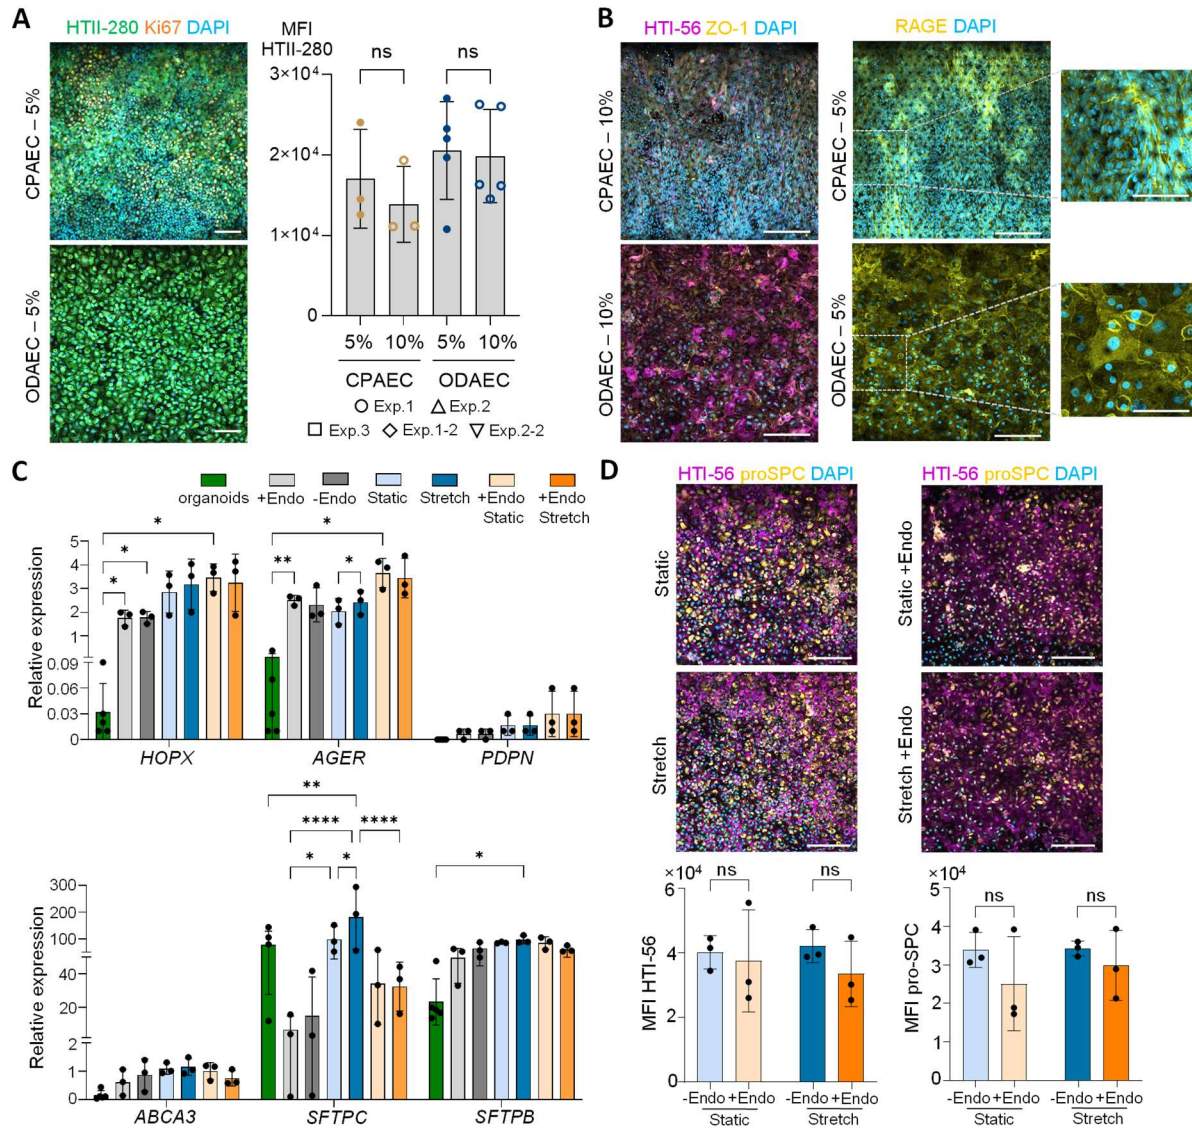 A
HTII-280 Ki67 DAPI
CPAEC – 5%
ODAEC – 5%
MFI
HTII-280
ns
ns
3×10⁴
2×10⁴
1×10⁴
0
5%
10%
5%
10%
CPAEC
ODAEC
Exp.1
Exp.2
Exp.3
Exp.1-2
Exp.2-2
B
HTI-56 ZO-1 DAPI
RAGE DAPI
CPAEC – 10%
CPAEC – 5%
ODAEC – 10%
ODAEC – 5%
C
organoids
+Endo
-Endo
Static
Stretch
+Endo
Static
+Endo
Stretch
Relative expression
5
4
3
2
1
0.09
0.06
0.03
0
*
*
*
*
**
*
HOPX
AGER
PDPN
Relative expression
300
200
100
40
20
2
1
0
**
****
****
*
*
*
ABCA3
SFTPC
SFTPB
D
HTI-56 proSPC DAPI
HTI-56 proSPC DAPI
Static
Static +Endo
Stretch
Stretch +Endo
×10⁴
MFI HTI-56
6
4
2
0
ns
ns
-Endo +Endo
-Endo +Endo
Static
Stretch
×10⁴
MFI pro-SPC
5
4
3
2
1
0
ns
ns
-Endo +Endo
-Endo +Endo
Static
Stretch